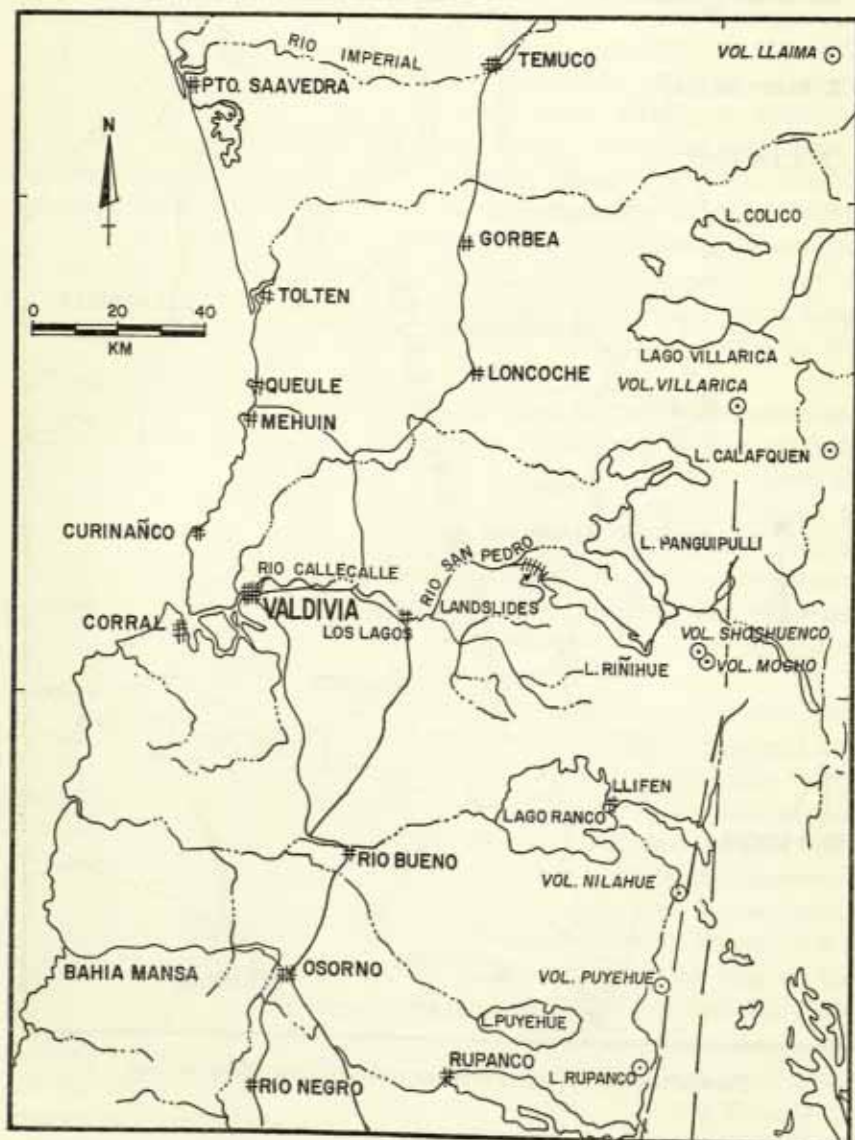 RIO IMPERIAL
TEMUCO
VOL. LLAIMA
PTO. SAAVEDRA
N
L. COLICO
GORBEA
TOLTEN
0 20 40
KM
LAGO VILLARICA
LONCOCHE
QUEULE
VOL. VILLARICA
MEHUIN
L. CALAFQUEN
CURIÑANCO
RIO SAN PEDRO
L. PANGUIPULLI
RIO CALLECALLE
VALDIVIA
LANDSLIDES
CORRAL
LOS LAGOS
VOL. SHOSHUENCO
L. RIÑIHUE
VOL. MOCHO
LLIFEN
LAGO RANCO
RIO BUENO
VOL. NILAHUE
BAHIA MANSA
OSORNO
VOL. PUYEHUE
L. PUYEHUE
RUPANCO
L. RUPANCO
RIO NEGRO